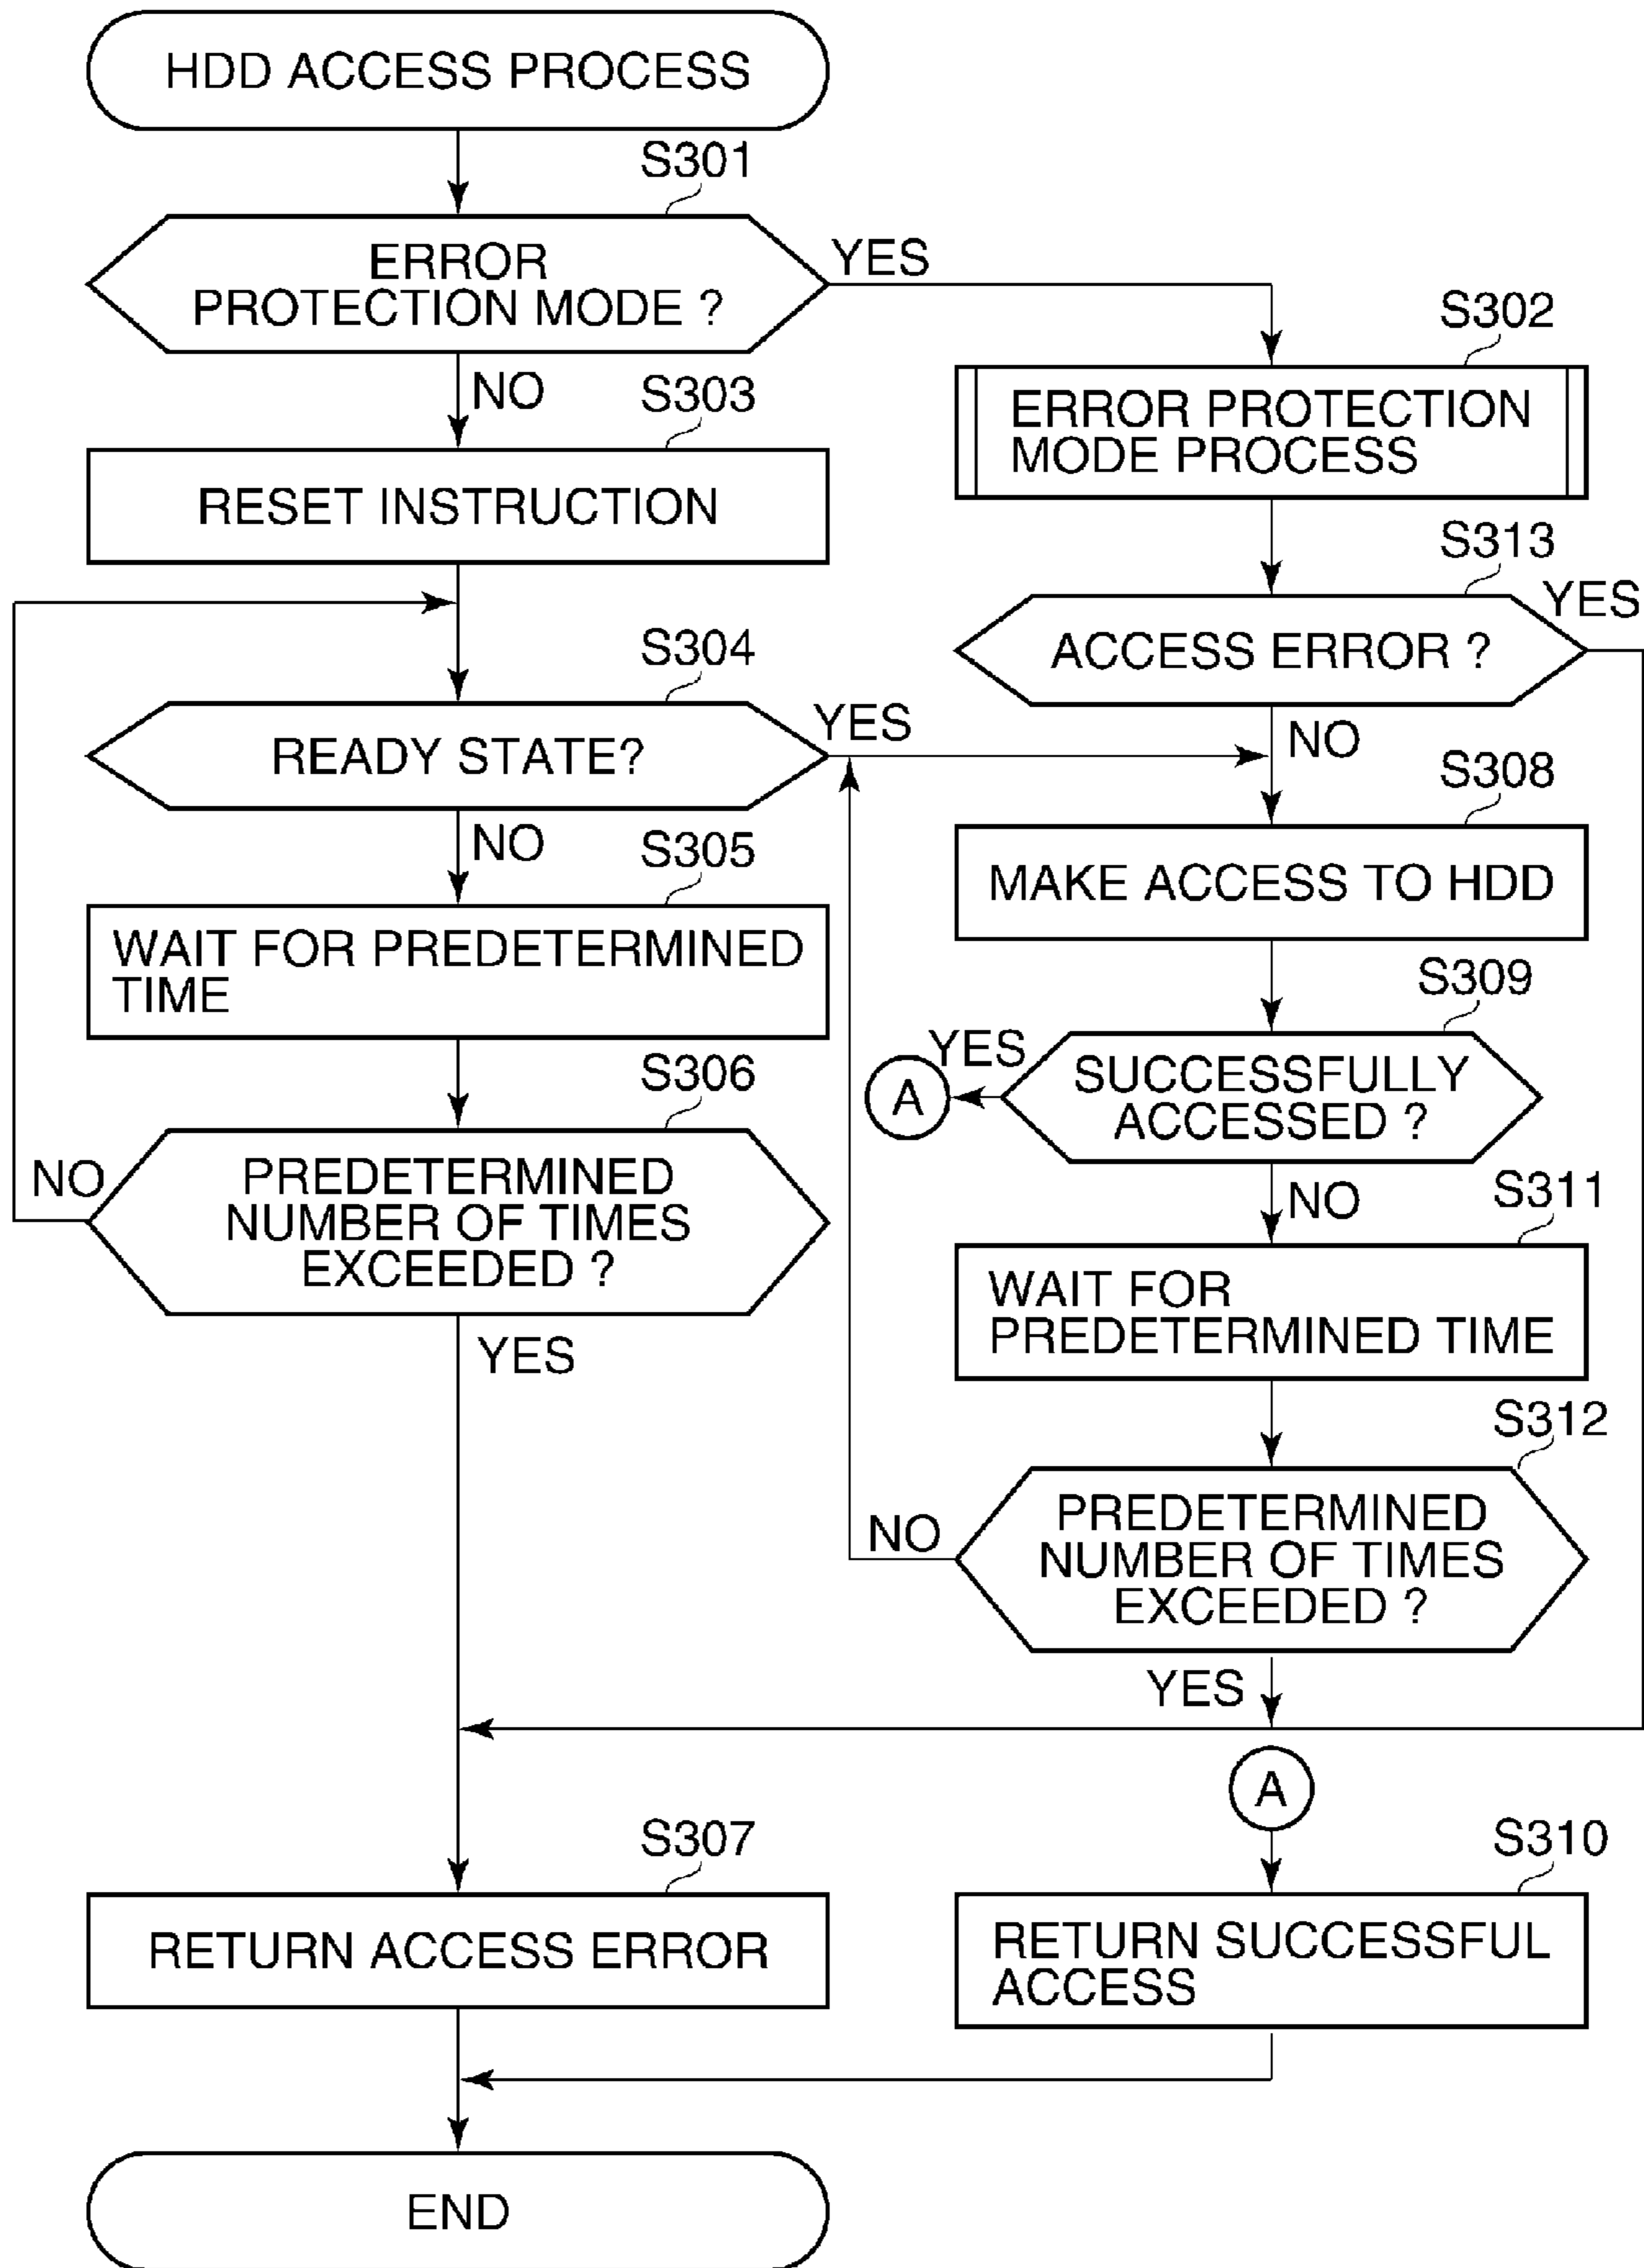 HDD ACCESS PROCESS
S301
ERROR
PROTECTION MODE ?
YES
NO
S302
ERROR PROTECTION
MODE PROCESS
S303
RESET INSTRUCTION
S313
ACCESS ERROR ?
YES
NO
S304
READY STATE?
YES
NO
S308
MAKE ACCESS TO HDD
S305
WAIT FOR PREDETERMINED
TIME
S309
SUCCESSFULLY
ACCESSED ?
YES
A
NO
S306
PREDETERMINED
NUMBER OF TIMES
EXCEEDED ?
NO
YES
S311
WAIT FOR
PREDETERMINED TIME
S312
PREDETERMINED
NUMBER OF TIMES
EXCEEDED ?
NO
YES
A
S307
RETURN ACCESS ERROR
S310
RETURN SUCCESSFUL
ACCESS
END